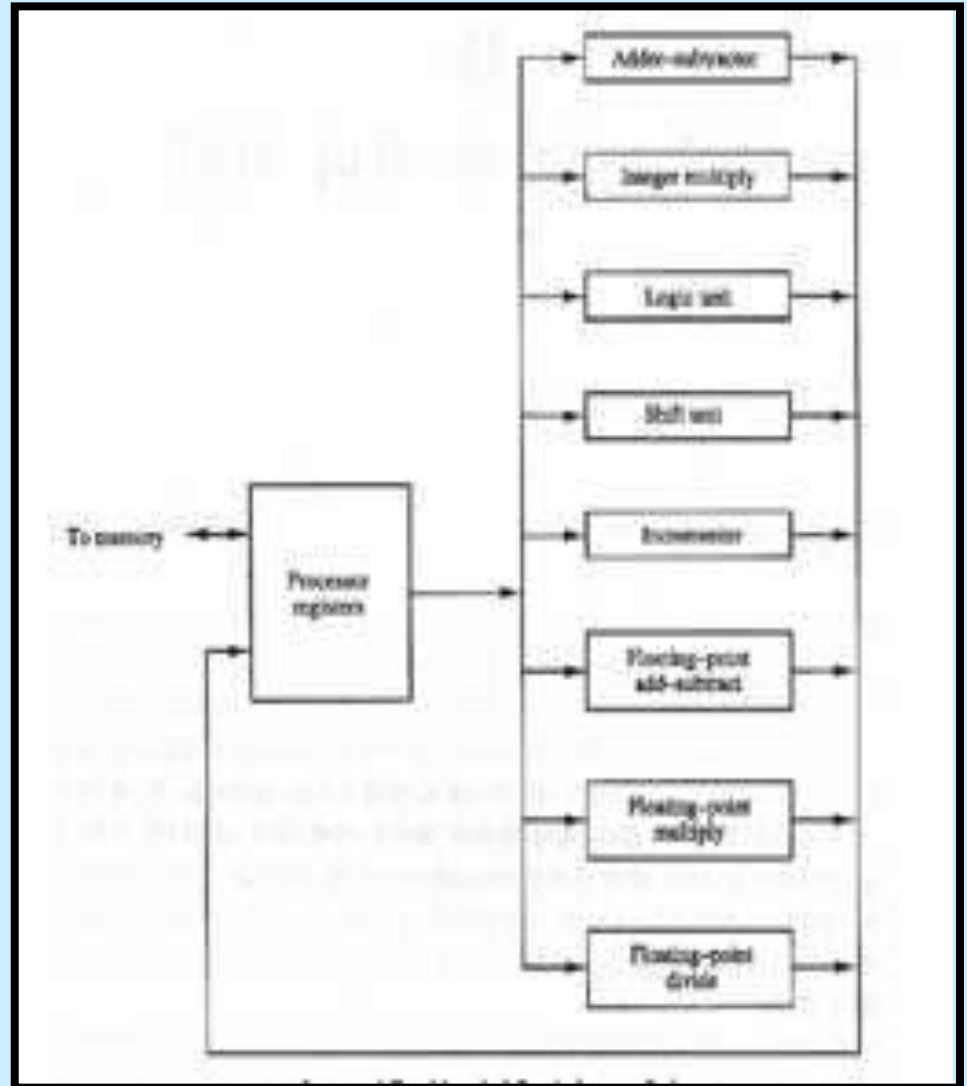 Adder-subtractor
Integer multiply
Logic unit
Shift unit
To memory
Incrementer
Processor
registers
Floating-point
add-subtract
Floating-point
multiply
Floating-point
divide